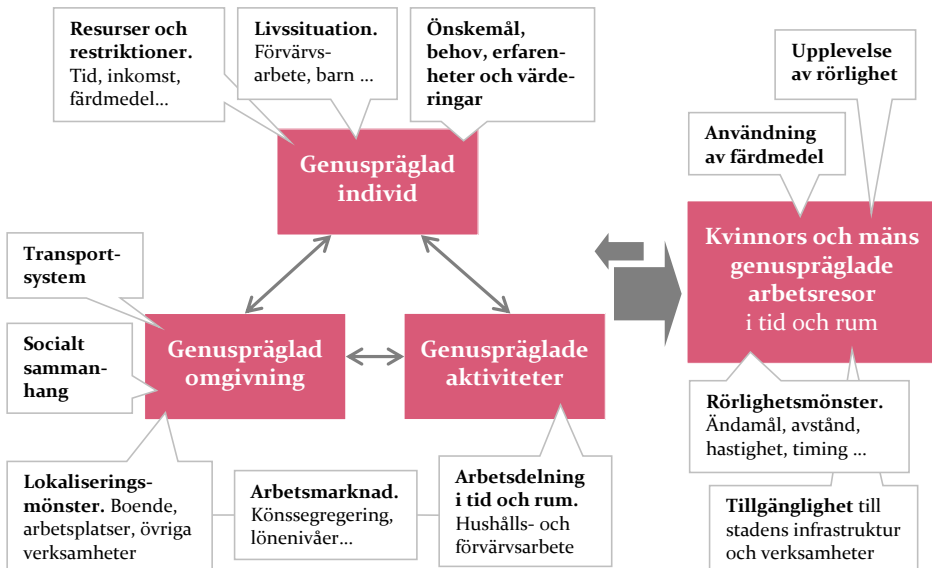 Resurser och
restriktioner.
Tid, inkomst,
färdmedel...
Livssituation.
Förvärvs-
arbete, barn ...
Önskemål,
behov, erfaren-
heter och värde-
ringar
Upplevelse
av rörlighet
Användning
av färdmedel
Genuspräglad
individ
Transport-
system
Socialt
samman-
hang
Genuspräglad
omgivning
Genuspräglade
aktiviteter
Kvinnors och mäns
genuspräglade
arbetsresor
i tid och rum
Lokaliserings-
mönster. Boende,
arbetsplatser, övriga
verksamheter
Arbetsmarknad.
Könssegregering,
lönenivåer...
Arbetsdelning
i tid och rum.
Hushålls- och
förvärvsarbete
Rörlighetsmönster.
Ändamål, avstånd,
hastighet, timing ...
Tillgänglighet till
stadens infrastruktur
och verksamheter